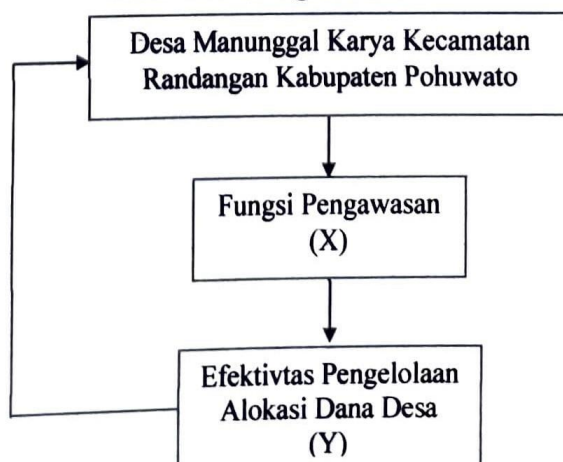 Desa Manunggal Karya Kecamatan
Randangan Kabupaten Pohuwato
Fungsi Pengawasan
(X)
Efektivtas Pengelolaan
Alokasi Dana Desa
(Y)